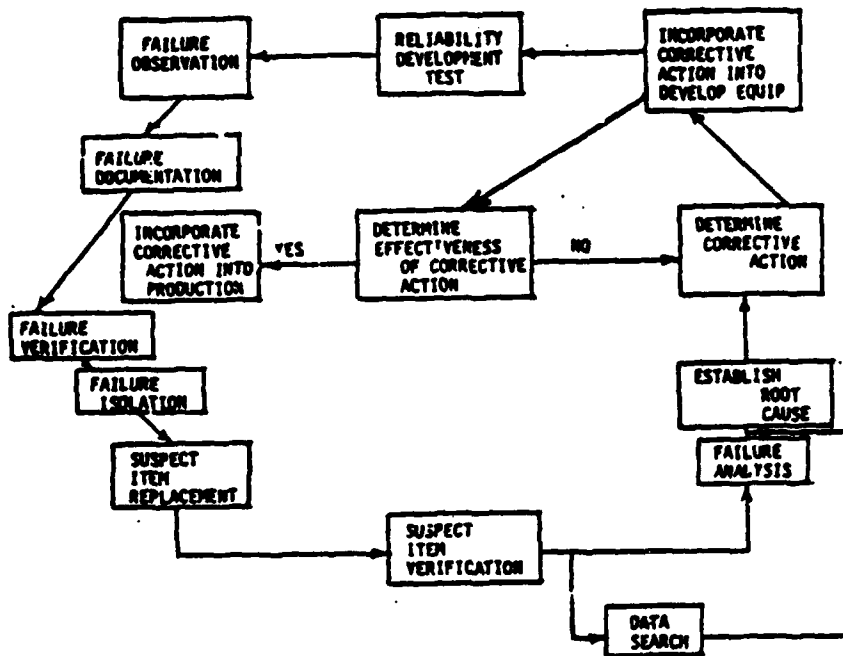 FAILURE
OBSERVATION
RELIABILITY
DEVELOPMENT
TEST
INCORPORATE
CORRECTIVE
ACTION INTO
DEVELOP EQUIP
FAILURE
DOCUMENTATION
INCORPORATE
CORRECTIVE
ACTION INTO
PRODUCTION
YES
DETERMINE
EFFECTIVENESS
OF CORRECTIVE
ACTION
NO
DETERMINE
CORRECTIVE
ACTION
FAILURE
VERIFICATION
FAILURE
ISOLATION
ESTABLISH
ROOT
CAUSE
SUSPECT
ITEM
REPLACEMENT
FAILURE
ANALYSIS
SUSPECT
ITEM
VERIFICATION
DATA
SEARCH